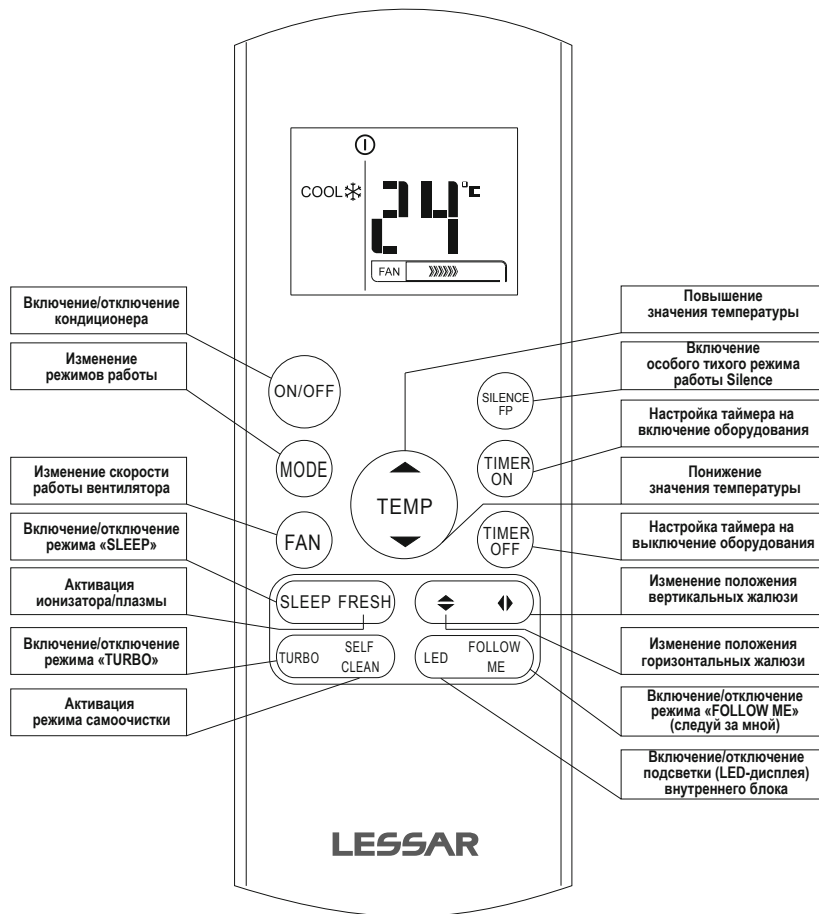 COOL
24°C
FAN
Включение/отключение
кондиционера
Изменение
режимов работы
Изменение скорости
работы вентилятора
Включение/отключение
режима «SLEEP»
Активация
ионизатора/плазмы
Включение/отключение
режима «TURBO»
Активация
режима самоочистки
ON/OFF
MODE
FAN
TEMP
SILENCE
FP
TIMER
ON
TIMER
OFF
SLEEP FRESH
TURBO
SELF
CLEAN
LED
FOLLOW
ME
Повышение
значения температуры
Включение
особого тихого режима
работы Silence
Настройка таймера на
включение оборудования
Понижение
значения температуры
Настройка таймера на
выключение оборудования
Изменение положения
вертикальных жалюзи
Изменение положения
горизонтальных жалюзи
Включение/отключение
режима «FOLLOW ME»
(следуй за мной)
Включение/отключение
подсветки (LED-дисплея)
внутреннего блока
LESSAR